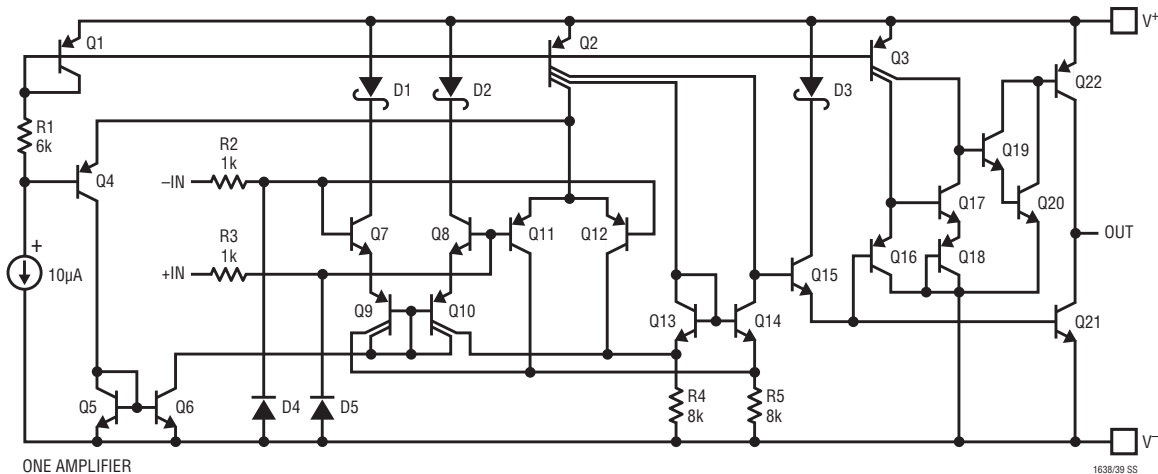 V+
Q1
Q2
Q3
D1
D2
D3
Q22
R1
6k
R2
1k
Q19
–IN
Q4
Q17
Q20
Q7
Q8
Q11
Q12
R3
1k
OUT
+
10µA
+IN
Q15
Q16
Q18
Q9
Q10
Q13
Q14
Q21
Q5
Q6
D4
D5
R4
8k
R5
8k
V–
ONE AMPLIFIER
1638/39 SS